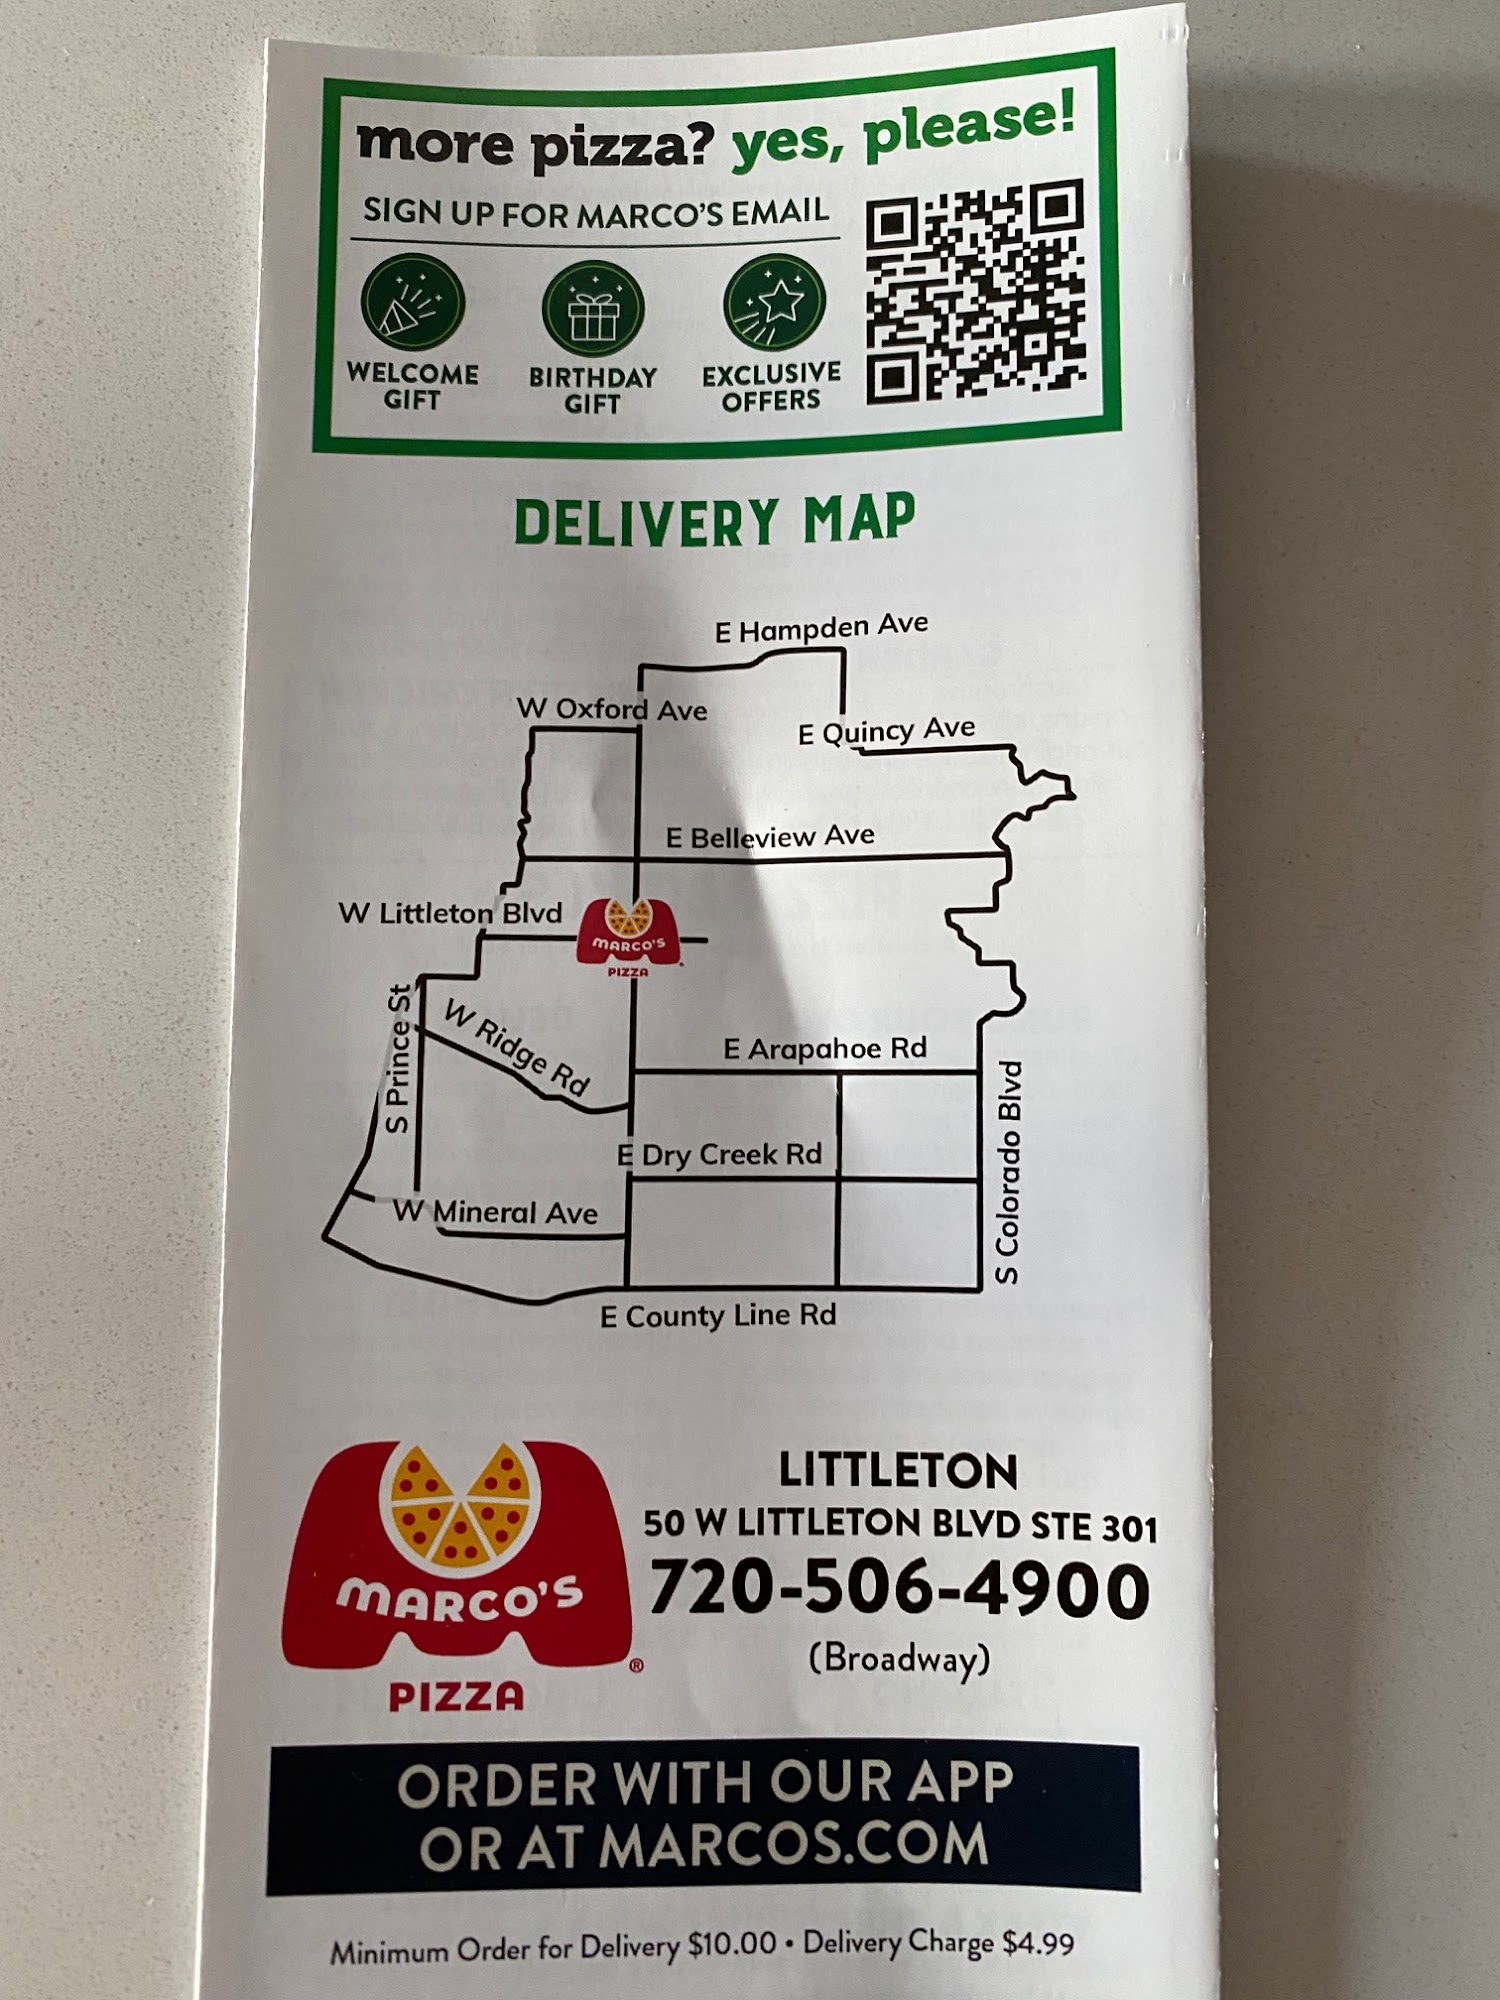 more pizza? yes, please!
SIGN UP FOR MARCO'S EMAIL
WELCOME
GIFT
BIRTHDAY
GIFT
EXCLUSIVE
OFFERS
DELIVERY MAP
E Hampden Ave
W Oxford Ave
E Quincy Ave
E Belleview Ave
W Littleton Blvd
MARCO'S
PIZZA
S Prince St
W Ridge Rd
E Arapahoe Rd
S Colorado Blvd
E Dry Creek Rd
W Mineral Ave
E County Line Rd
MARCO'S
PIZZA
®
LITTLETON
50 W LITTLETON BLVD STE 301
720-506-4900
(Broadway)
ORDER WITH OUR APP
OR AT MARCOS.COM
Minimum Order for Delivery $10.00 • Delivery Charge $4.99